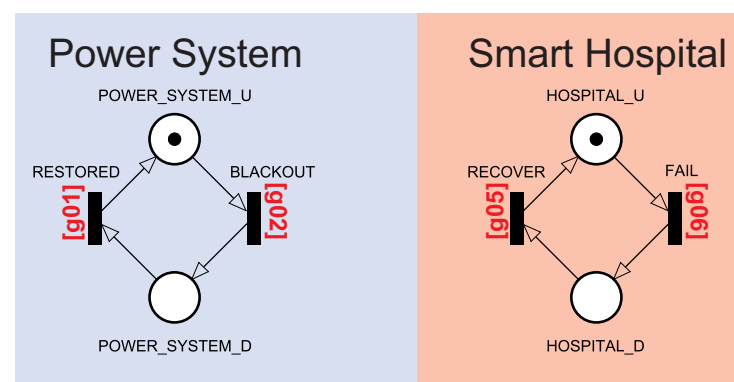 Power System
POWER_SYSTEM_U
RESTORED
BLACKOUT
[g01]
[g02]
POWER_SYSTEM_D
Smart Hospital
HOSPITAL_U
RECOVER
FAIL
[g05]
[g06]
HOSPITAL_D